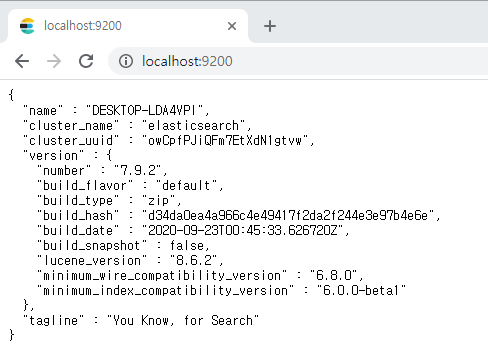 localhost:9200
localhost:9200
{
"name" : "DESKTOP-LDA4VPI",
"cluster_name" : "elasticsearch",
"cluster_uuid" : "owCpfPJiQFm7EtXdN1gtvw",
"version" : {
"number" : "7.9.2",
"build_flavor" : "default",
"build_type" : "zip",
"build_hash" : "d34da0ea4a966c4e49417f2da2f244e3e97b4e6e",
"build_date" : "2020-09-23T00:45:33.626720Z",
"build_snapshot" : false,
"lucene_version" : "8.6.2",
"minimum_wire_compatibility_version" : "6.8.0",
"minimum_index_compatibility_version" : "6.0.0-beta1"
},
"tagline" : "You Know, for Search"
}